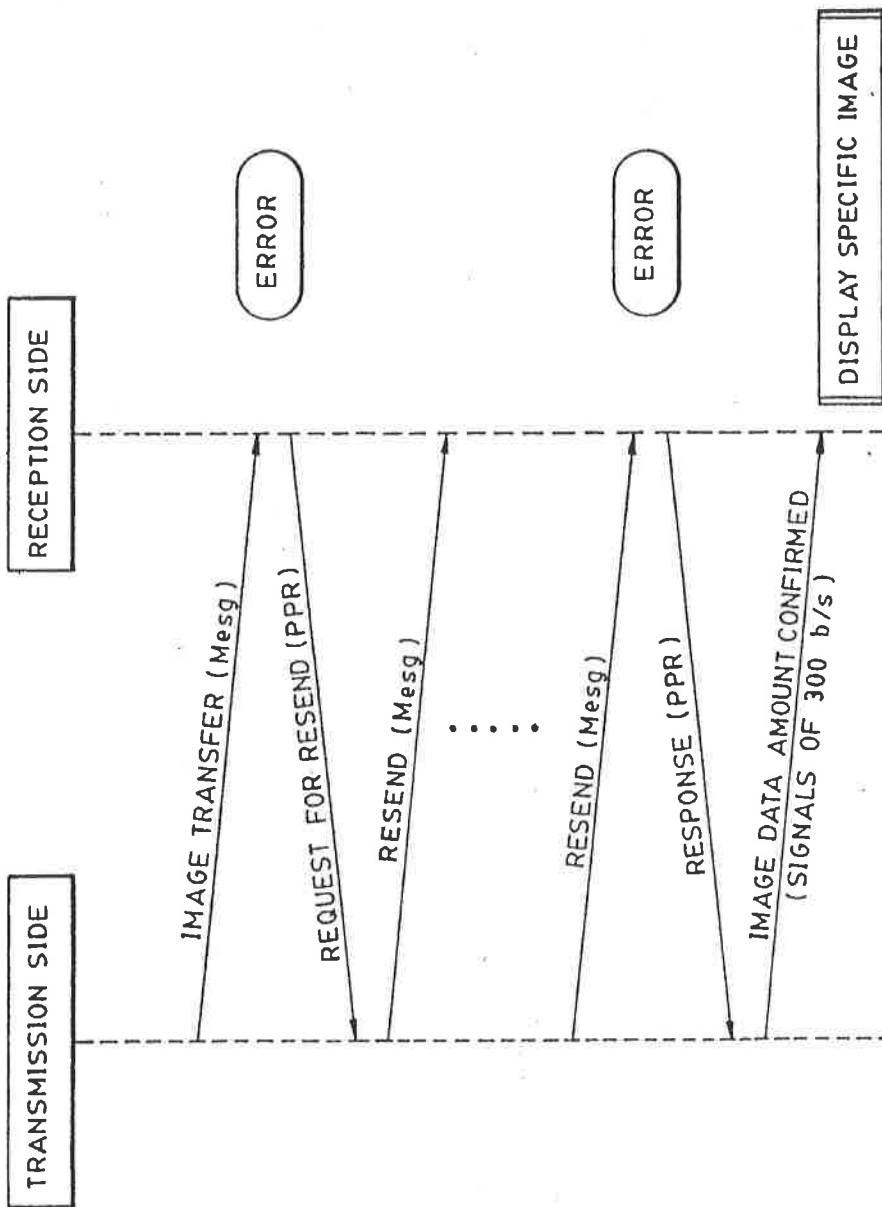 TRANSMISSION SIDE
RECEPTION SIDE
IMAGE TRANSFER (Mesg)
ERROR
REQUEST FOR RESEND (PPR)
RESEND (Mesg)
RESEND (Mesg)
ERROR
RESPONSE (PPR)
IMAGE DATA AMOUNT CONFIRMED
(SIGNALS OF 300 b/s)
DISPLAY SPECIFIC IMAGE